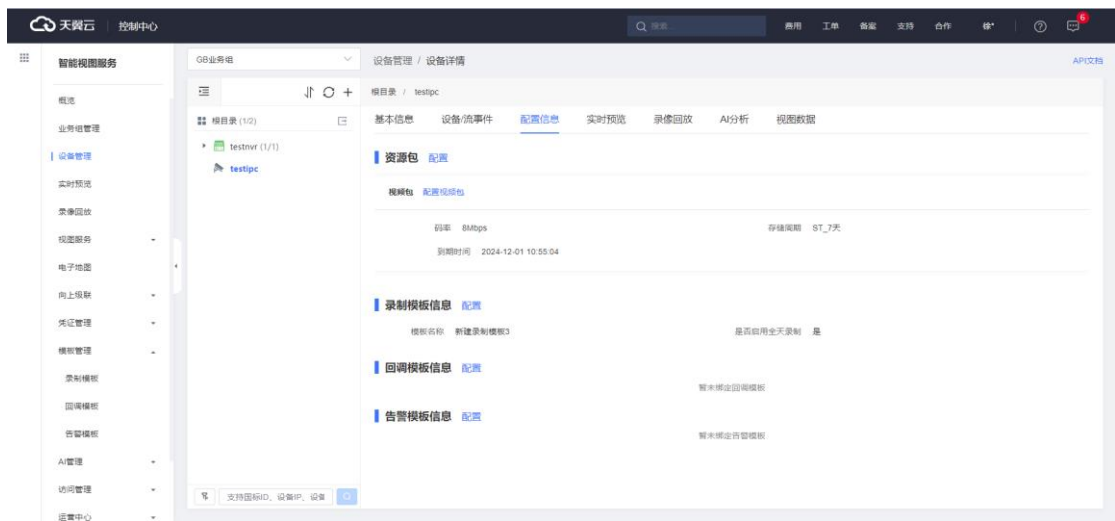 天翼云 控制中心 搜索... 费用 工单 备案 支持 合作 徐* 6
智能视图服务
概览
业务组管理
设备管理
实时预览
录像回放
视图服务
电子地图
向上级联
凭证管理
模板管理
录制模板
回调模板
告警模板
AI管理
访问管理
运营中心
GB业务组
根目录 (1/2)
testnvr (1/1)
testipc
支持国标ID、设备IP、设备
设备管理 / 设备详情 API文档
根目录 / testipc
基本信息 设备/流事件 配置信息 实时预览 录像回放 AI分析 视图数据
资源包 配置
视频包 配置视频包
码率 8Mbps 存储周期 ST_7天
到期时间 2024-12-01 10:55:04
录制模板信息 配置
模板名称 新建录制模板3 是否启用全天录制 是
回调模板信息 配置
暂未绑定回调模板
告警模板信息 配置
暂未绑定告警模板